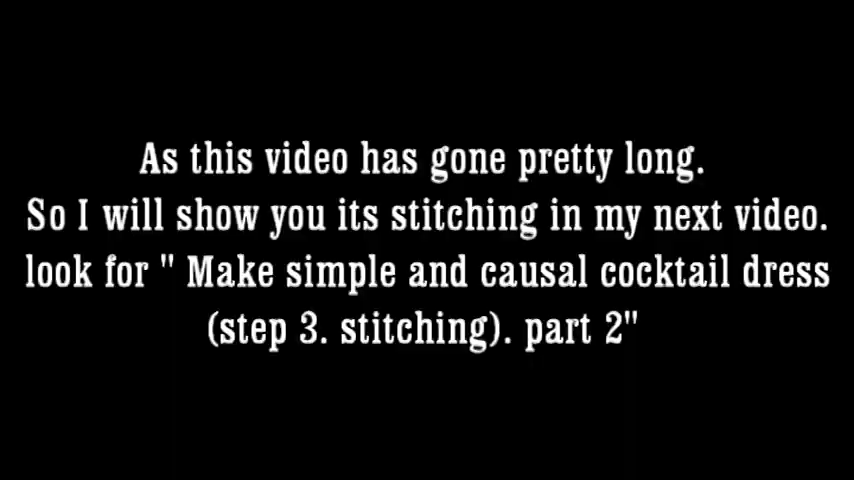 As this video has gone pretty long.
So I will show you its stitching in my next video.
look for " Make simple and causal cocktail dress
(step 3. stitching). part 2"